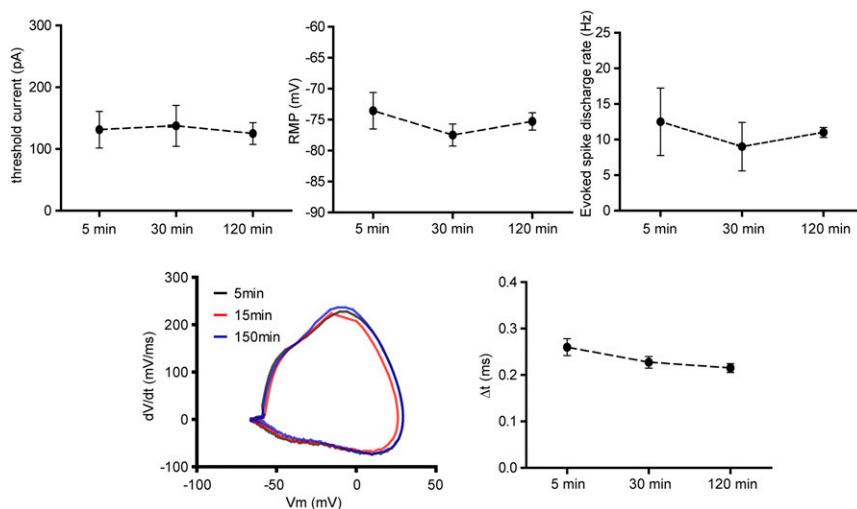 threshold current (pA)
300
200
100
0
5 min 30 min 120 min
RMP (mV)
-60
-65
-70
-75
-80
-85
-90
5 min 30 min 120 min
Evoked spike discharge rate (Hz)
25
20
15
10
5
0
5 min 30 min 120 min
dV/dt (mV/ms)
300
200
100
0
-100
5min
15min
150min
-100 -50 0 50
Vm (mV)
Δt (ms)
0.4
0.3
0.2
0.0
5 min 30 min 120 min